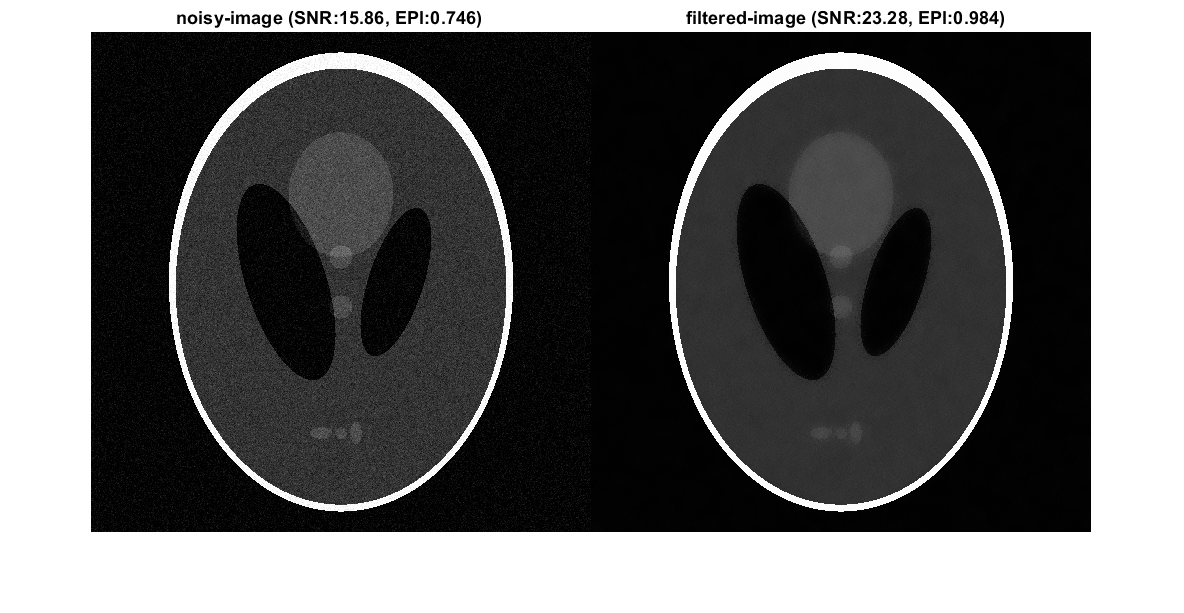 noisy-image (SNR:15.86, EPI:0.746)
filtered-image (SNR:23.28, EPI:0.984)